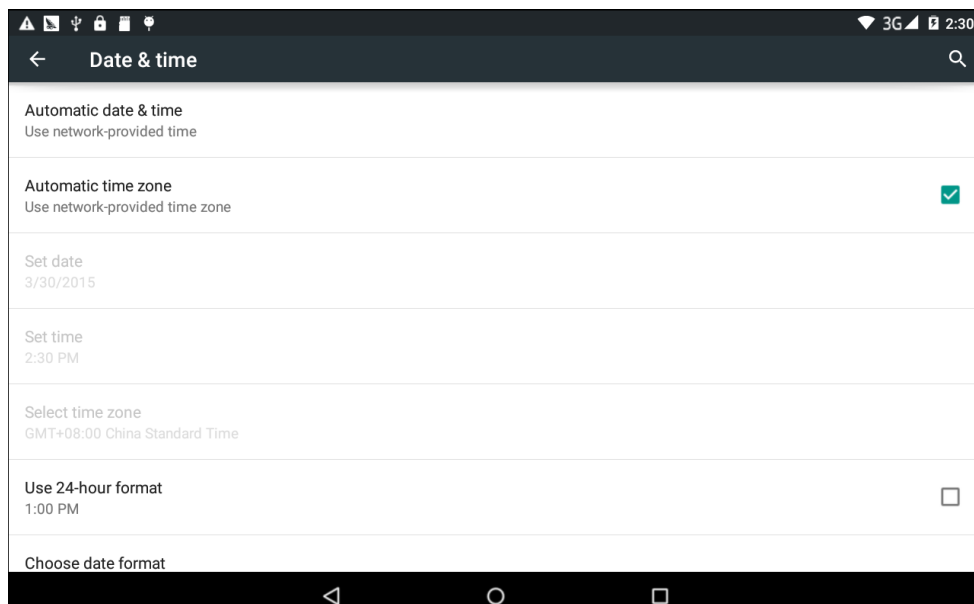 3G 2:30
Date & time
Automatic date & time
Use network-provided time
Automatic time zone
Use network-provided time zone
Set date
3/30/2015
Set time
2:30 PM
Select time zone
GMT+08:00 China Standard Time
Use 24-hour format
1:00 PM
Choose date format